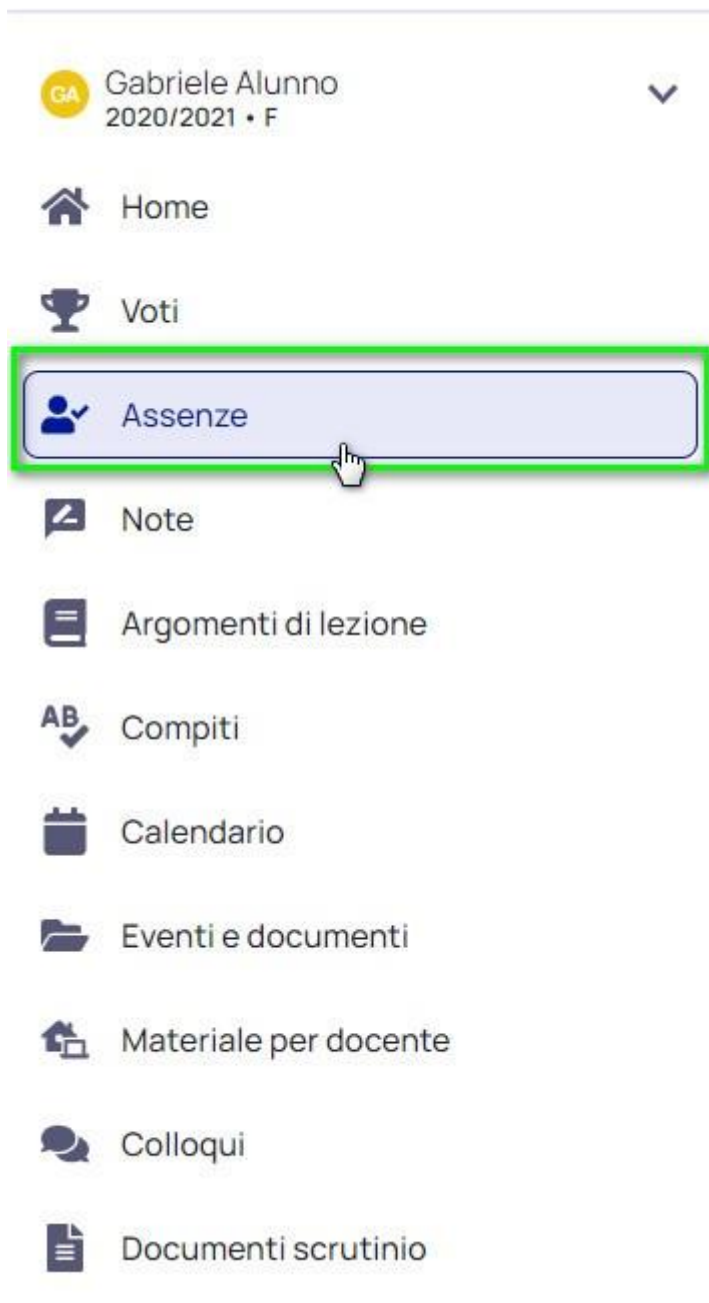 GA
Gabriele Alunno
2020/2021 • F
Home
Voti
Assenze
Note
Argomenti di lezione
AB
Compiti
Calendario
Eventi e documenti
Materiale per docente
Colloqui
Documenti scrutinio